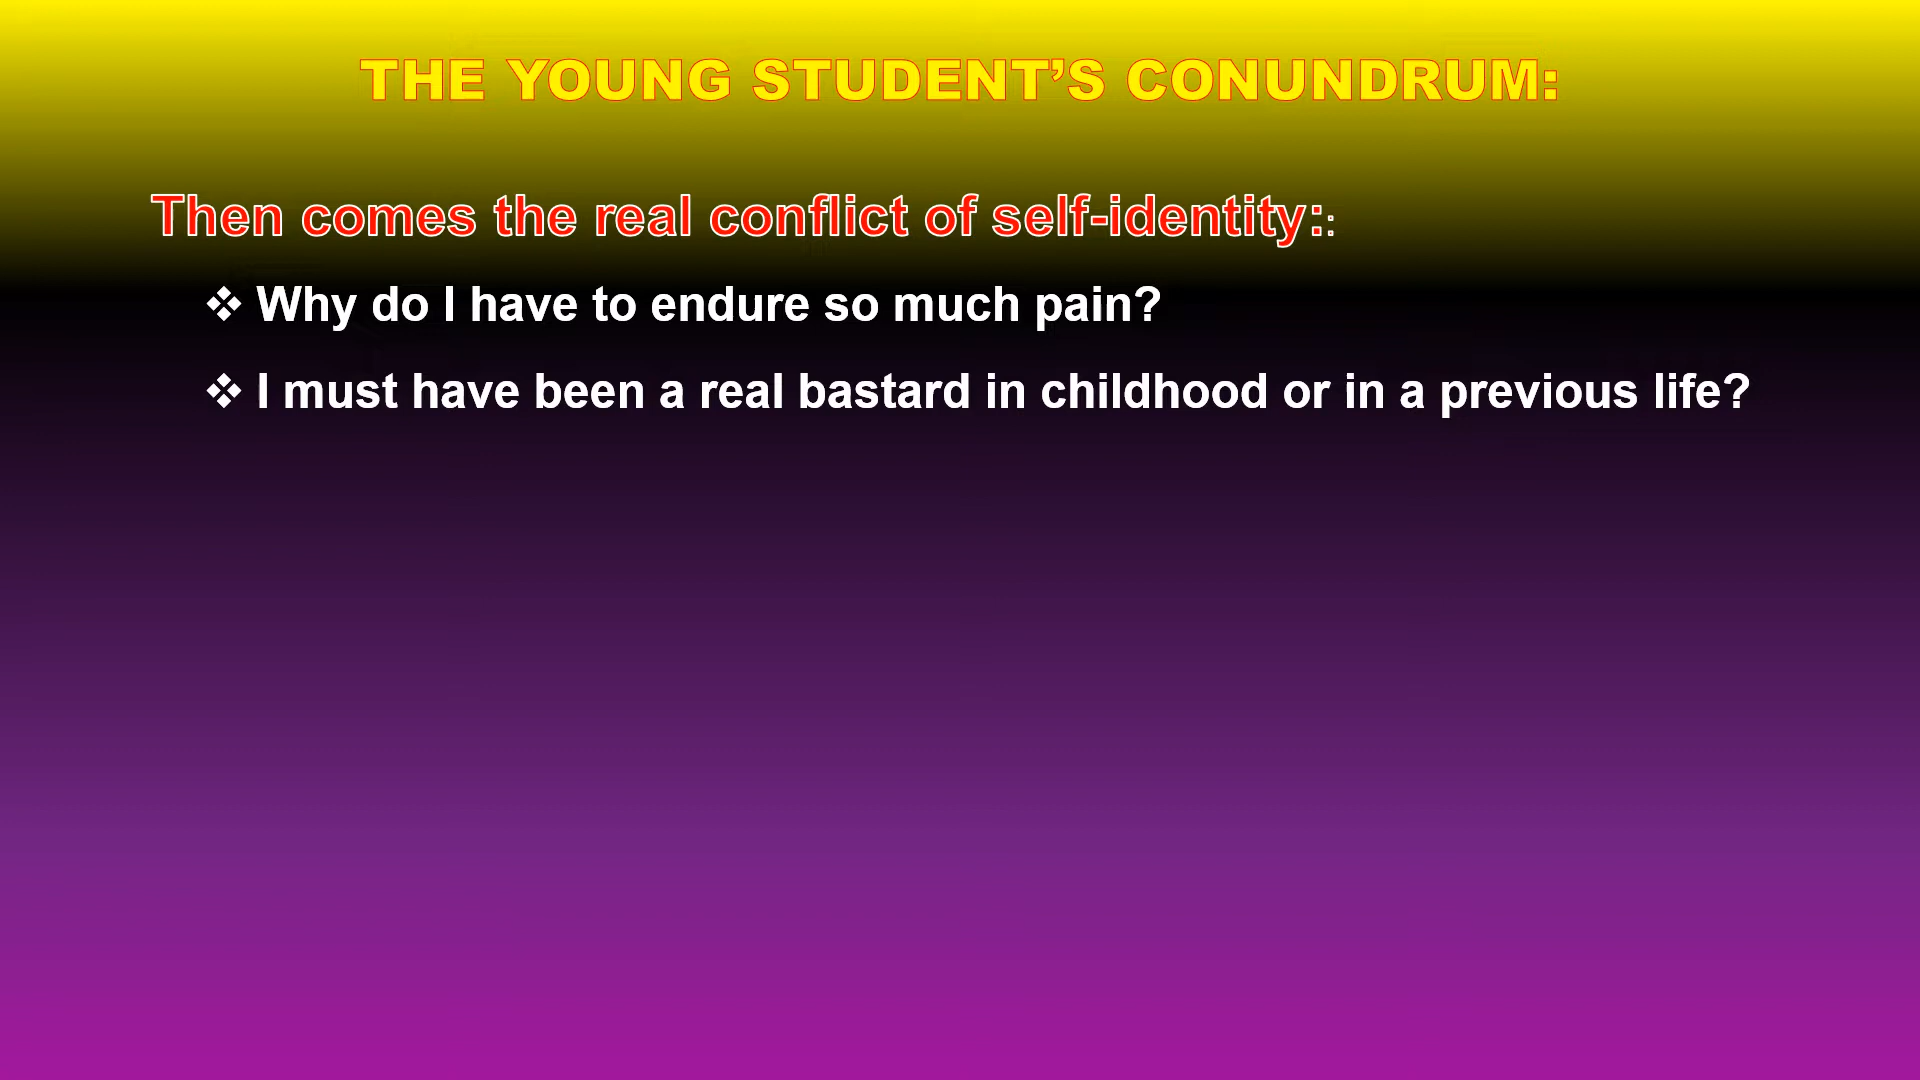 THE YOUNG STUDENT’S CONUNDRUM:
Then comes the real conflict of self-identity::
❖ Why do I have to endure so much pain?
❖ I must have been a real bastard in childhood or in a previous life?